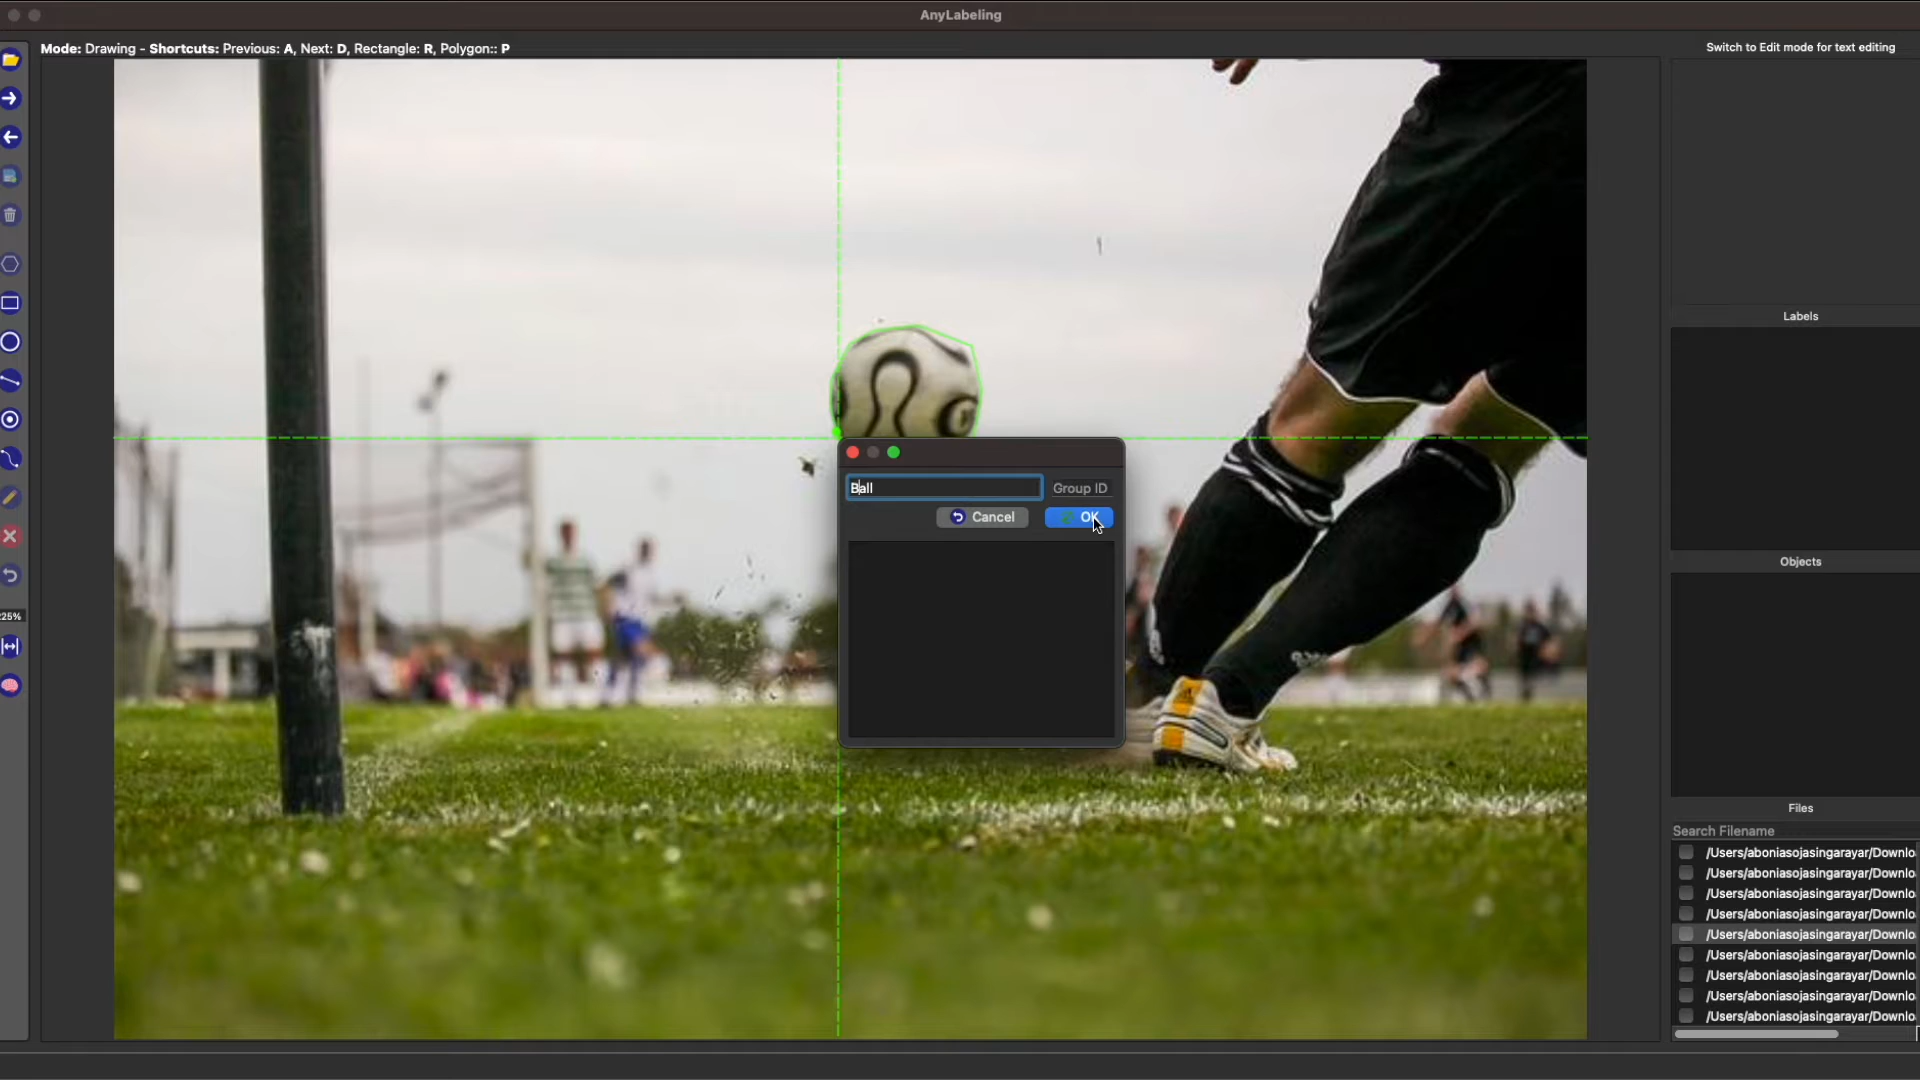 AnyLabeling
Mode: Drawing - Shortcuts: Previous: A, Next: D, Rectangle: R, Polygon:: P
Switch to Edit mode for text editing
Labels
Ball
Group ID
Cancel
OK
Objects
25%
Files
Search Filename
/Users/aboniasojasingarayar/Downlo
/Users/aboniasojasingarayar/Downlo
/Users/aboniasojasingarayar/Downlo
/Users/aboniasojasingarayar/Downlo
/Users/aboniasojasingarayar/Downlo
/Users/aboniasojasingarayar/Downlo
/Users/aboniasojasingarayar/Downlo
/Users/aboniasojasingarayar/Downlo
/Users/aboniasojasingarayar/Downlo